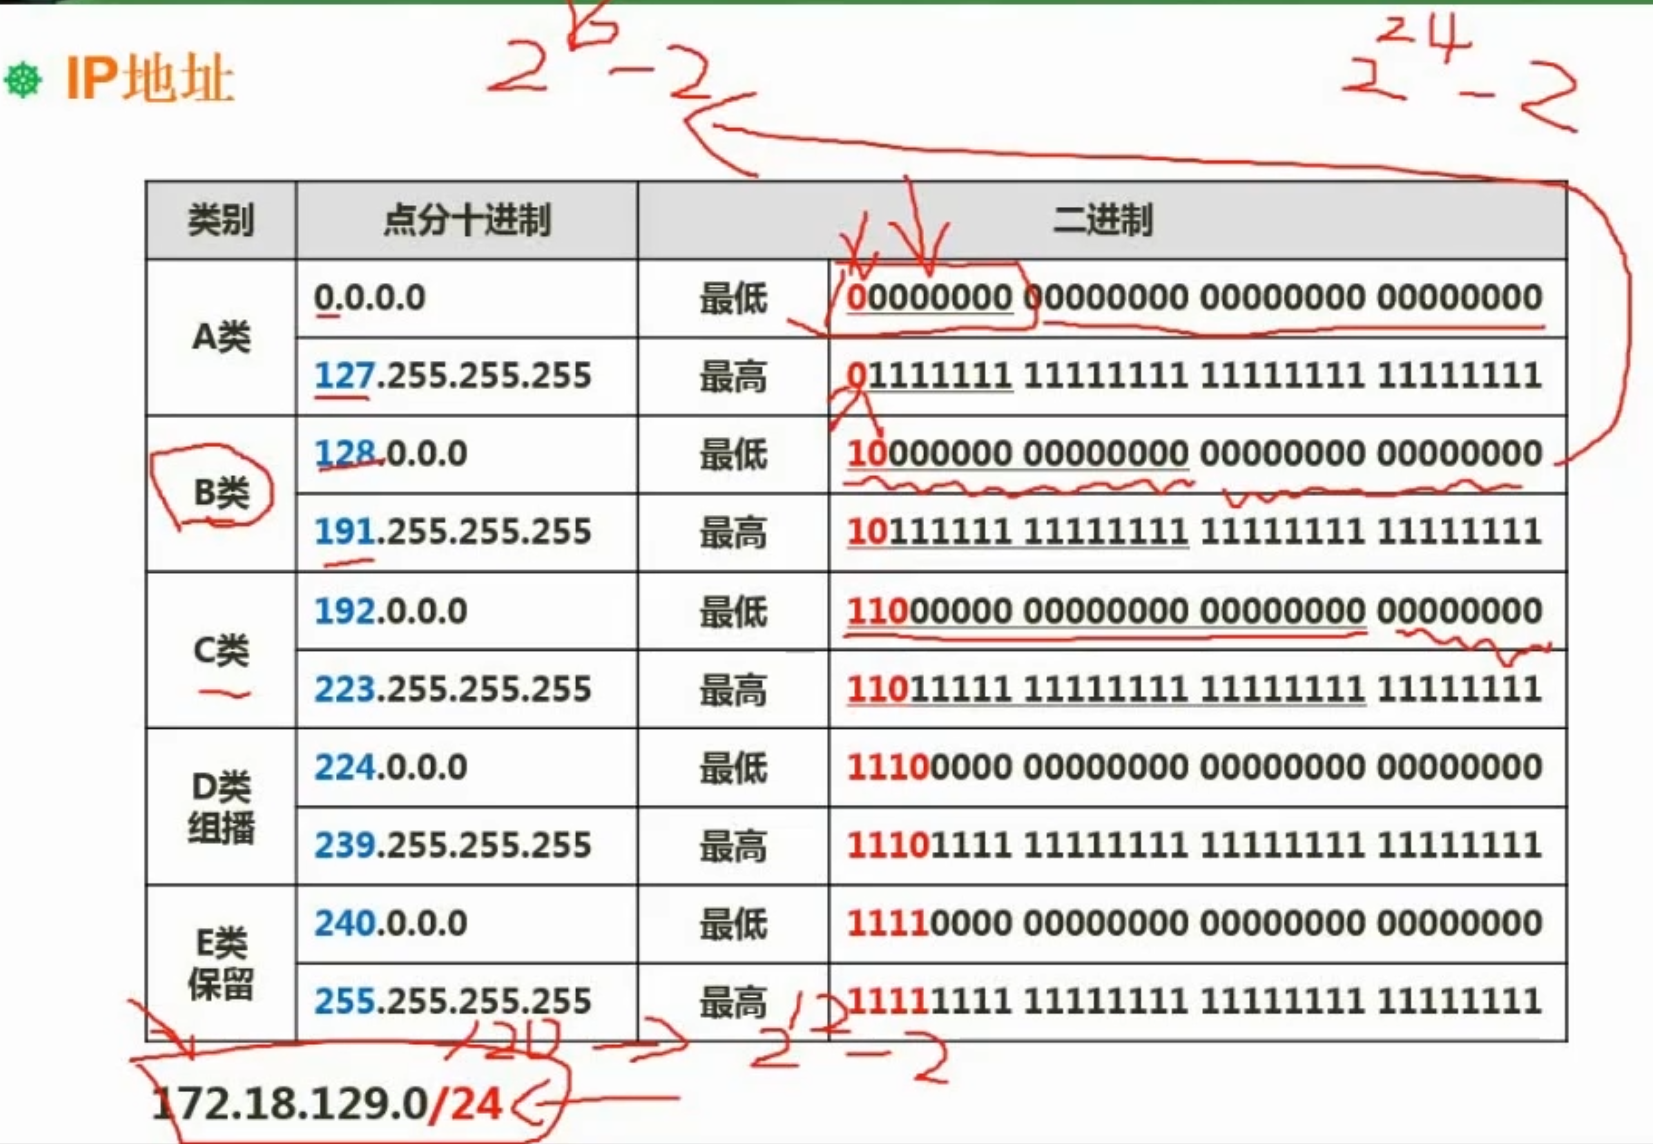 2^16-2
2^24-2
IP地址
类别 点分十进制 二进制
A类 0.0.0.0 最低 00000000 00000000 00000000 00000000
127.255.255.255 最高 01111111 11111111 11111111 11111111
B类 128.0.0.0 最低 10000000 00000000 00000000 00000000
191.255.255.255 最高 10111111 11111111 11111111 11111111
C类 192.0.0.0 最低 11000000 00000000 00000000 00000000
223.255.255.255 最高 11011111 11111111 11111111 11111111
D类
组播 224.0.0.0 最低 11100000 00000000 00000000 00000000
239.255.255.255 最高 11101111 11111111 11111111 11111111
E类
保留 240.0.0.0 最低 11110000 00000000 00000000 00000000
255.255.255.255 最高 11111111 11111111 11111111 11111111
/20 → 2^12-2
172.18.129.0/24